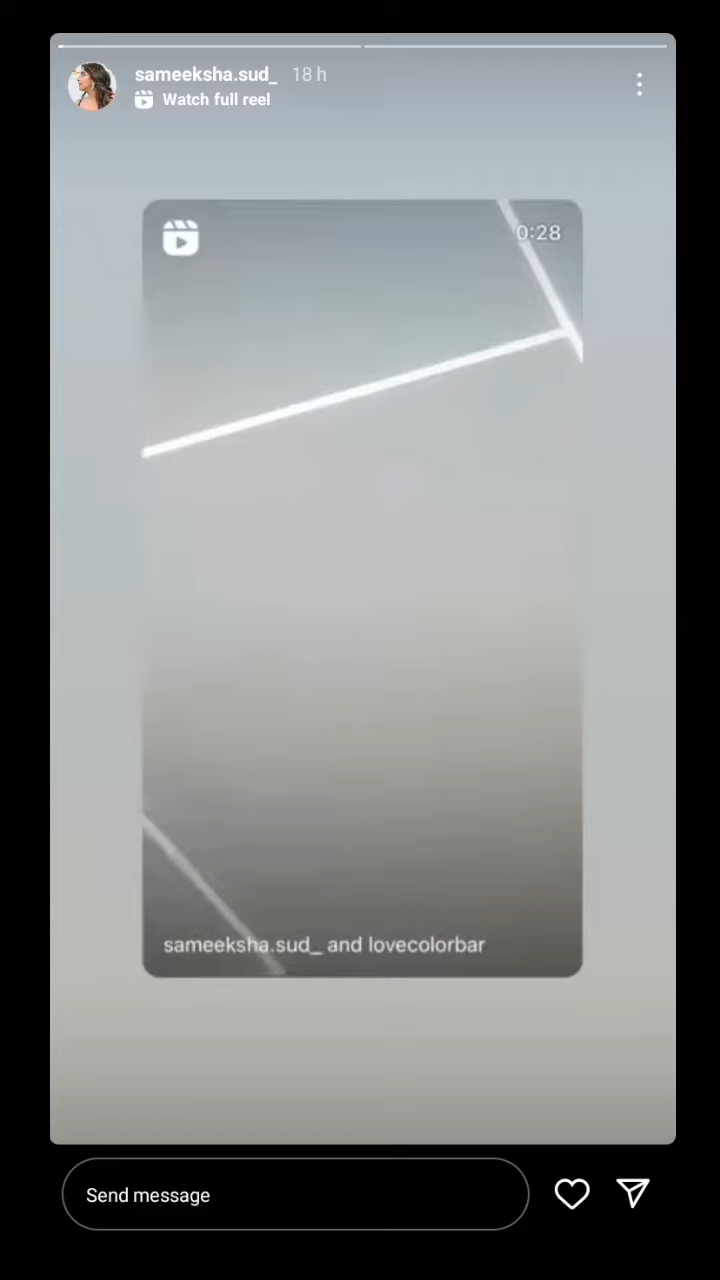 sameeksha.sud_ 18 h
Watch full reel
0:28
sameeksha.sud_ and lovecolorbar
Send message